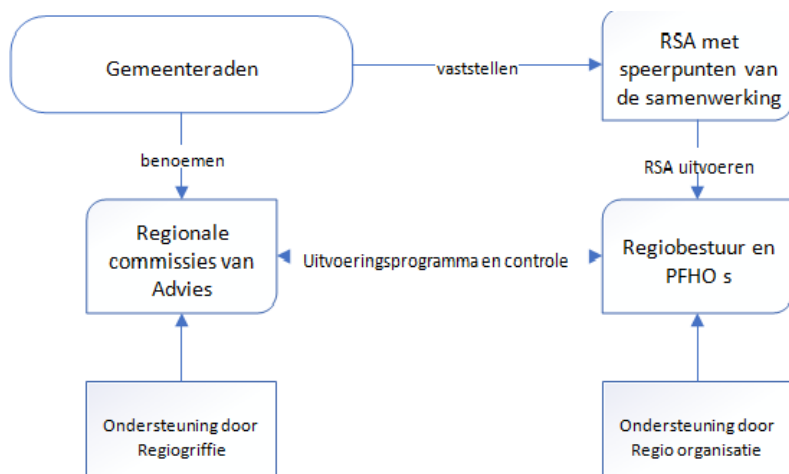 Gemeenteraden
vaststellen
RSA met
speerpunten van
de samenwerking
benoemen
RSA uitvoeren
Regionale
commissies van
Advies
Uitvoeringsprogramma en controle
Regiobestuur en
PFHO s
Ondersteuning door
Regiogriffie
Ondersteuning door
Regio organisatie